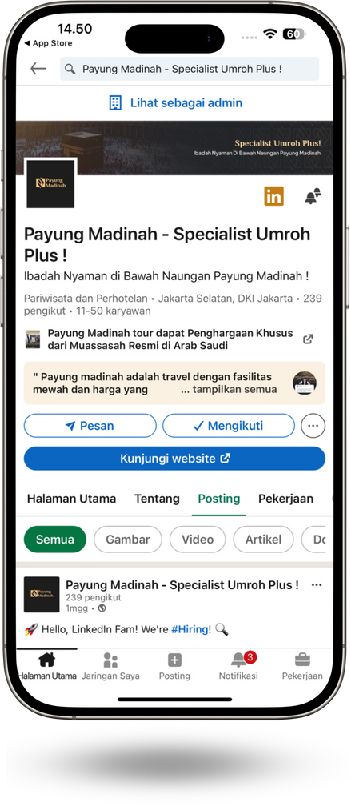 14.50
60
◀ App Store
Payung Madinah - Specialist Umroh Plus !
Lihat sebagai admin
Specialist Umroh Plus!
Ibadah Nyaman Di Bawah Naungan Payung Madinah
Payung
Madinah
in
Payung Madinah - Specialist Umroh
Plus !
Ibadah Nyaman di Bawah Naungan Payung Madinah !
Pariwisata dan Perhotelan • Jakarta Selatan, DKI Jakarta • 239
pengikut • 11-50 karyawan
Payung Madinah tour dapat Penghargaan Khusus
dari Muassasah Resmi di Arab Saudi
" Payung madinah adalah travel dengan fasilitas
mewah dan harga yang ... tampilkan semua
Pesan
Mengikuti
Kunjungi website
Halaman Utama Tentang Posting Pekerjaan
Semua Gambar Video Artikel Do
Payung Madinah - Specialist Umroh Plus !
239 pengikut
1mgg •
🚀 Hello, LinkedIn Fam! We're #Hiring! 🔍
3
Halaman Utama Jaringan Saya Posting Notifikasi Pekerjaan